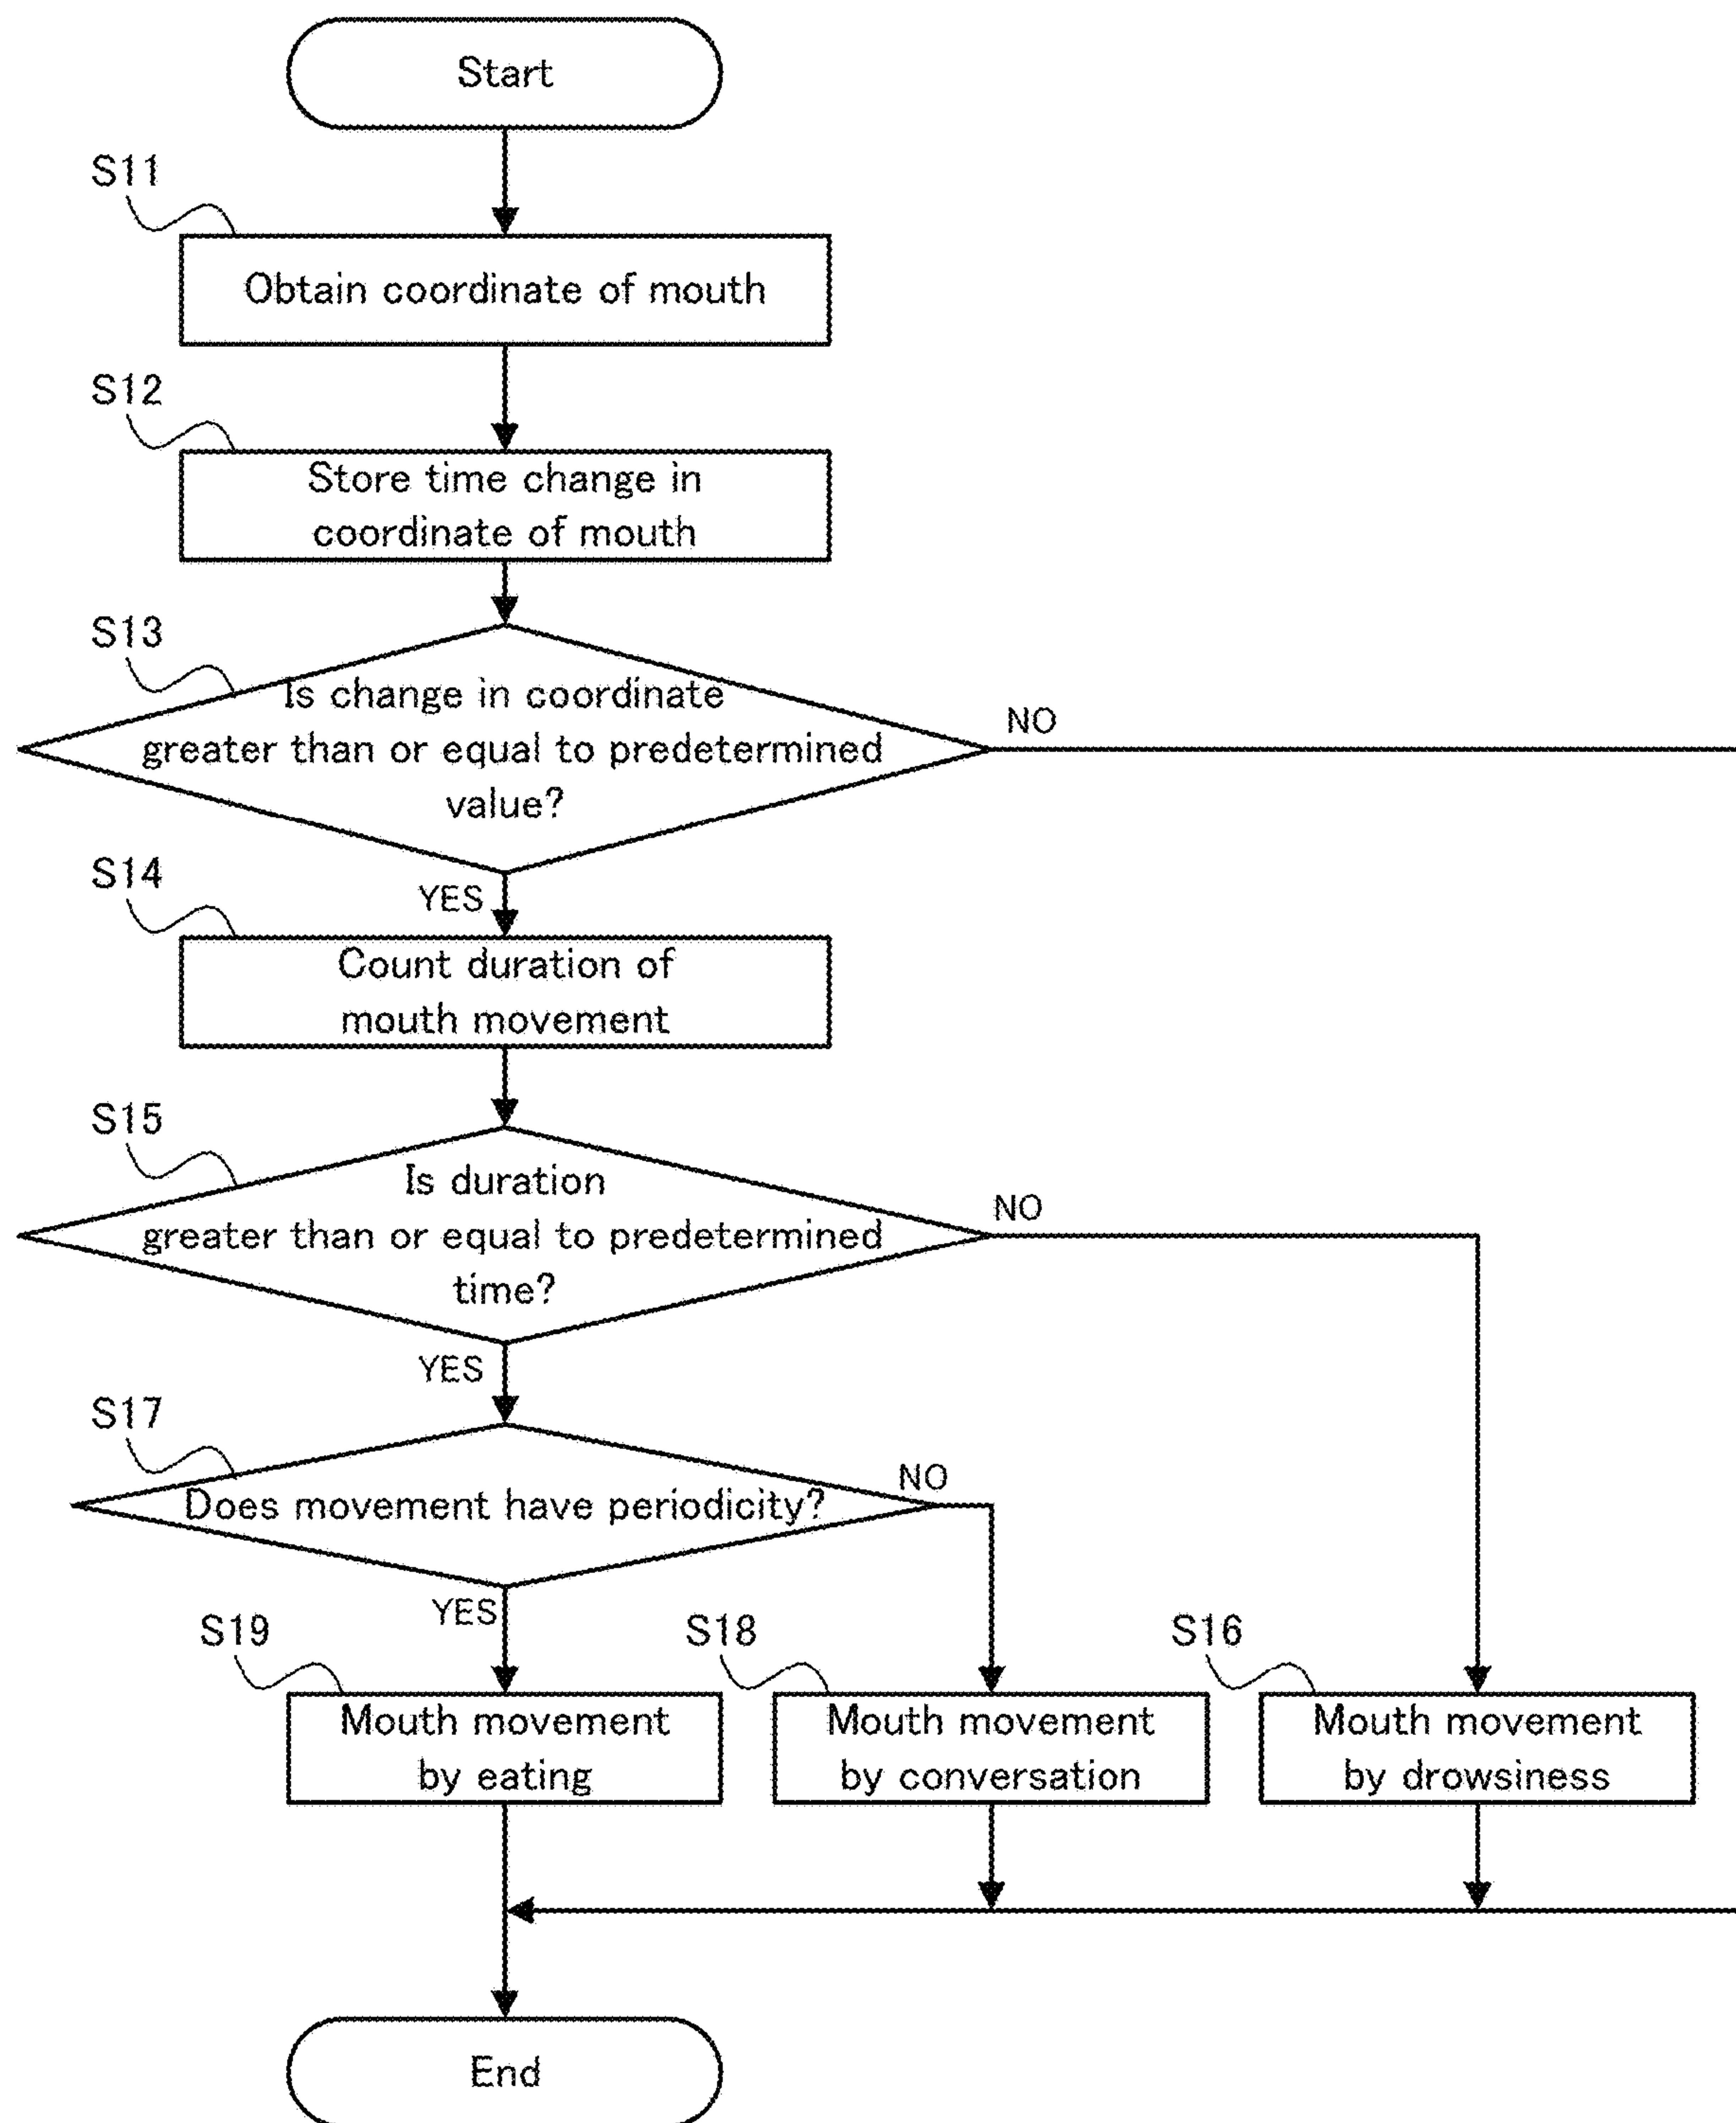 Start
S11
Obtain coordinate of mouth
S12
Store time change in
coordinate of mouth
S13
Is change in coordinate
greater than or equal to predetermined
value?
NO
YES
S14
Count duration of
mouth movement
S15
Is duration
greater than or equal to predetermined
time?
NO
YES
S17
Does movement have periodicity?
NO
YES
S19
Mouth movement
by eating
S18
Mouth movement
by conversation
S16
Mouth movement
by drowsiness
End